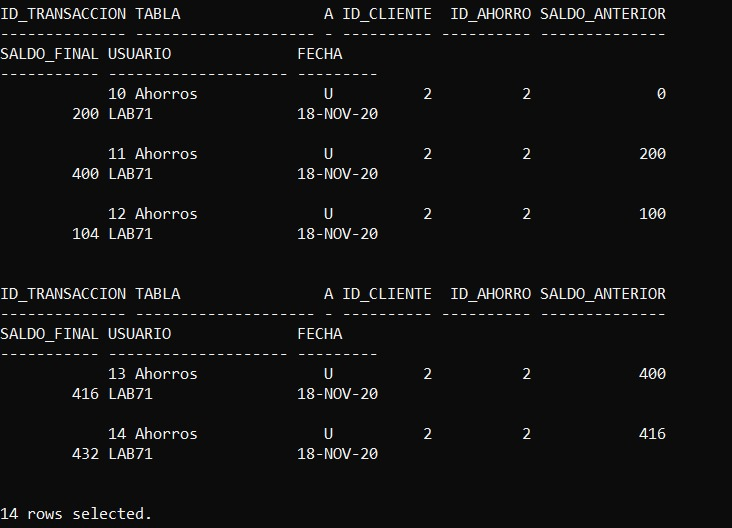 ID_TRANSACCION TABLA                A ID_CLIENTE  ID_AHORRO SALDO_ANTERIOR
-------------- -------------------- - ---------- ---------- --------------
SALDO_FINAL USUARIO              FECHA
----------- -------------------- ---------
            10 Ahorros              U          2          2              0
        200 LAB71                18-NOV-20

            11 Ahorros              U          2          2            200
        400 LAB71                18-NOV-20

            12 Ahorros              U          2          2            100
        104 LAB71                18-NOV-20


ID_TRANSACCION TABLA                A ID_CLIENTE  ID_AHORRO SALDO_ANTERIOR
-------------- -------------------- - ---------- ---------- --------------
SALDO_FINAL USUARIO              FECHA
----------- -------------------- ---------
            13 Ahorros              U          2          2            400
        416 LAB71                18-NOV-20

            14 Ahorros              U          2          2            416
        432 LAB71                18-NOV-20


14 rows selected.